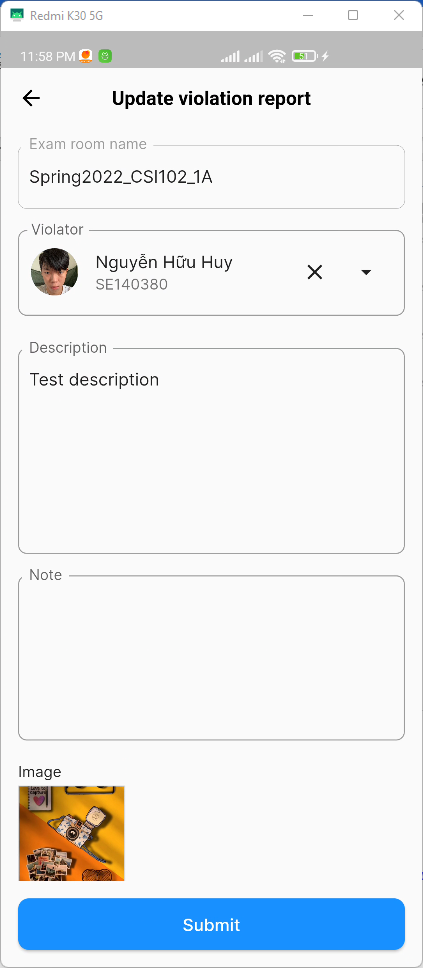 Redmi K30 5G
11:58 PM
51
Update violation report
Exam room name
Spring2022_CSI102_1A
Violator
Nguyễn Hữu Huy
SE140380
Description
Test description
Note
Image
Submit